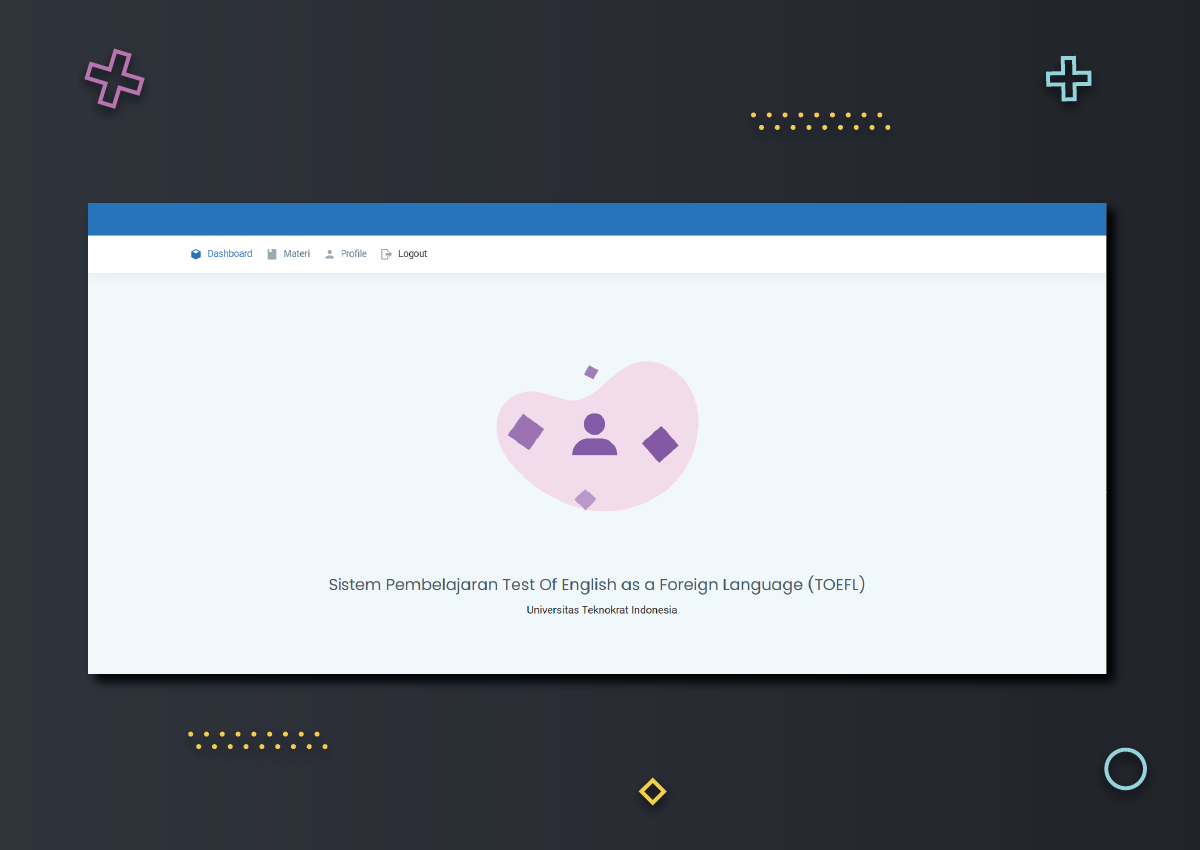 Dashboard Materi Profile Logout
Sistem Pembelajaran Test Of English as a Foreign Language (TOEFL)
Universitas Teknokrat Indonesia